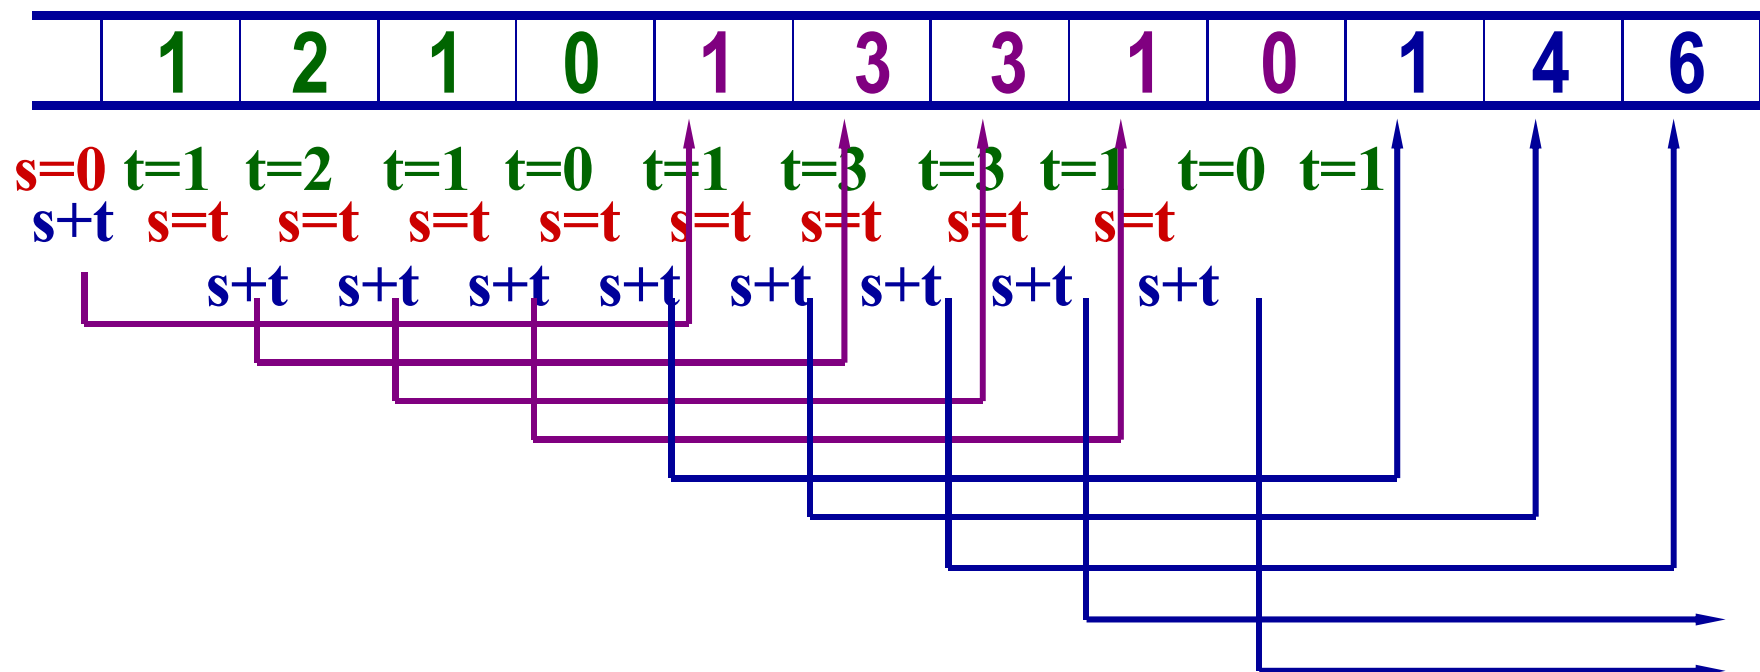 1 2 1 0 1 3 3 1 0 1 4 6
s=0 t=1 t=2 t=1 t=0 t=1 t=3 t=3 t=1 t=0 t=1
s+t s=t s=t s=t s=t s=t s=t s=t s=t
s+t s+t s+t s+t s+t s+t s+t s+t